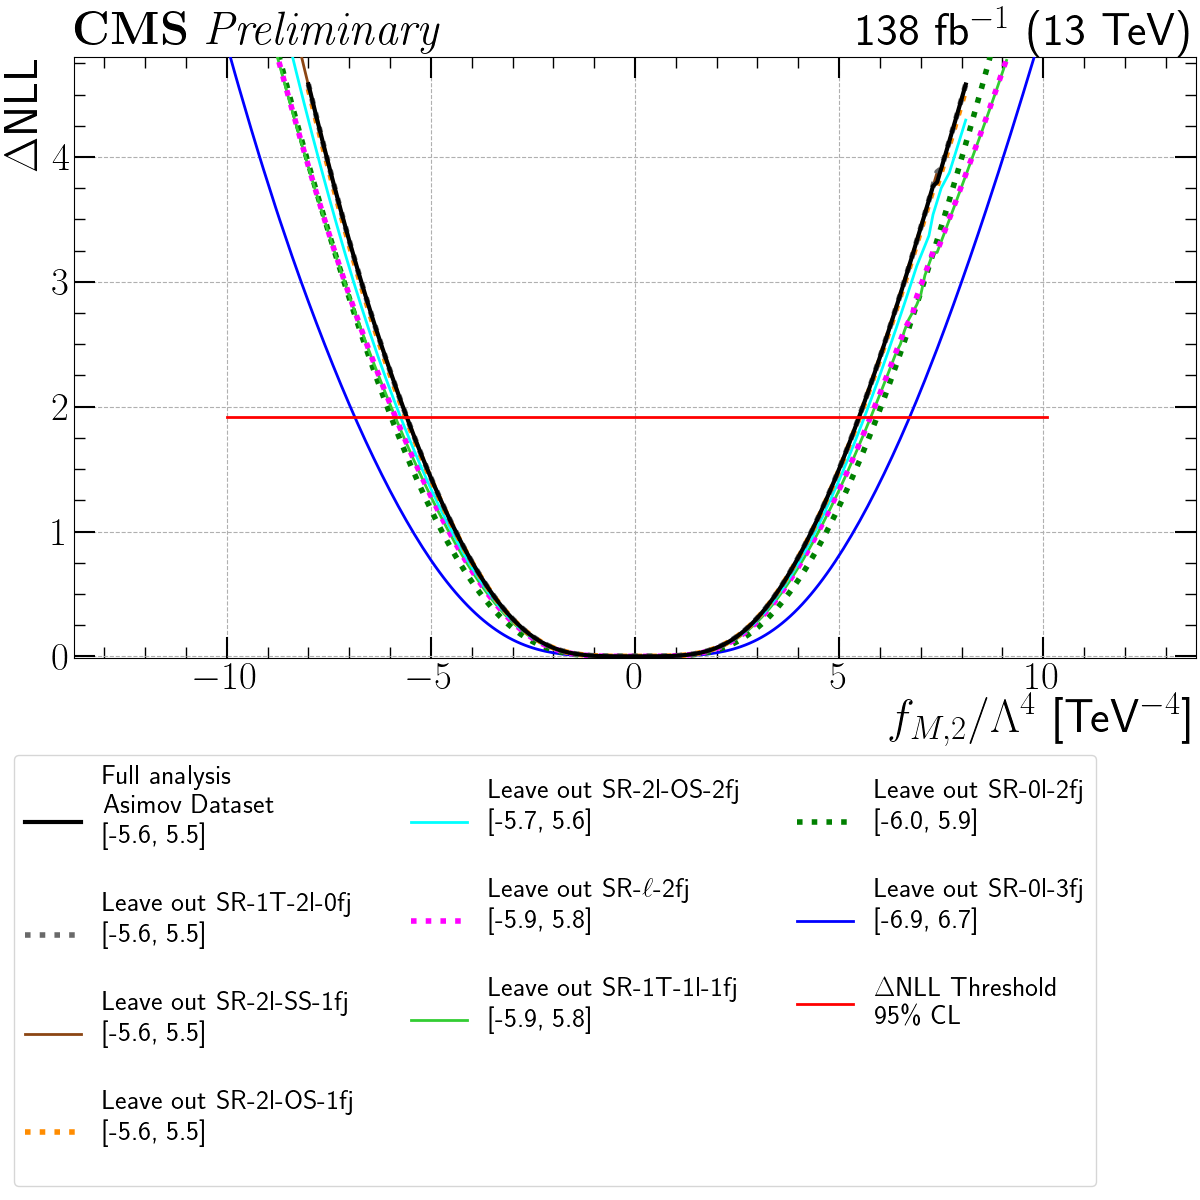 CMS Preliminary
138 fb⁻¹ (13 TeV)
ΔNLL
4
3
2
1
0
−10 −5 0 5 10
f_{M,2}/Λ⁴ [TeV⁻⁴]
Full analysis
Asimov Dataset
[-5.6, 5.5]
Leave out SR-1T-2l-0fj
[-5.6, 5.5]
Leave out SR-2l-SS-1fj
[-5.6, 5.5]
Leave out SR-2l-OS-1fj
[-5.6, 5.5]
Leave out SR-2l-OS-2fj
[-5.7, 5.6]
Leave out SR-ℓ-2fj
[-5.9, 5.8]
Leave out SR-1T-1l-1fj
[-5.9, 5.8]
Leave out SR-0l-2fj
[-6.0, 5.9]
Leave out SR-0l-3fj
[-6.9, 6.7]
ΔNLL Threshold
95% CL